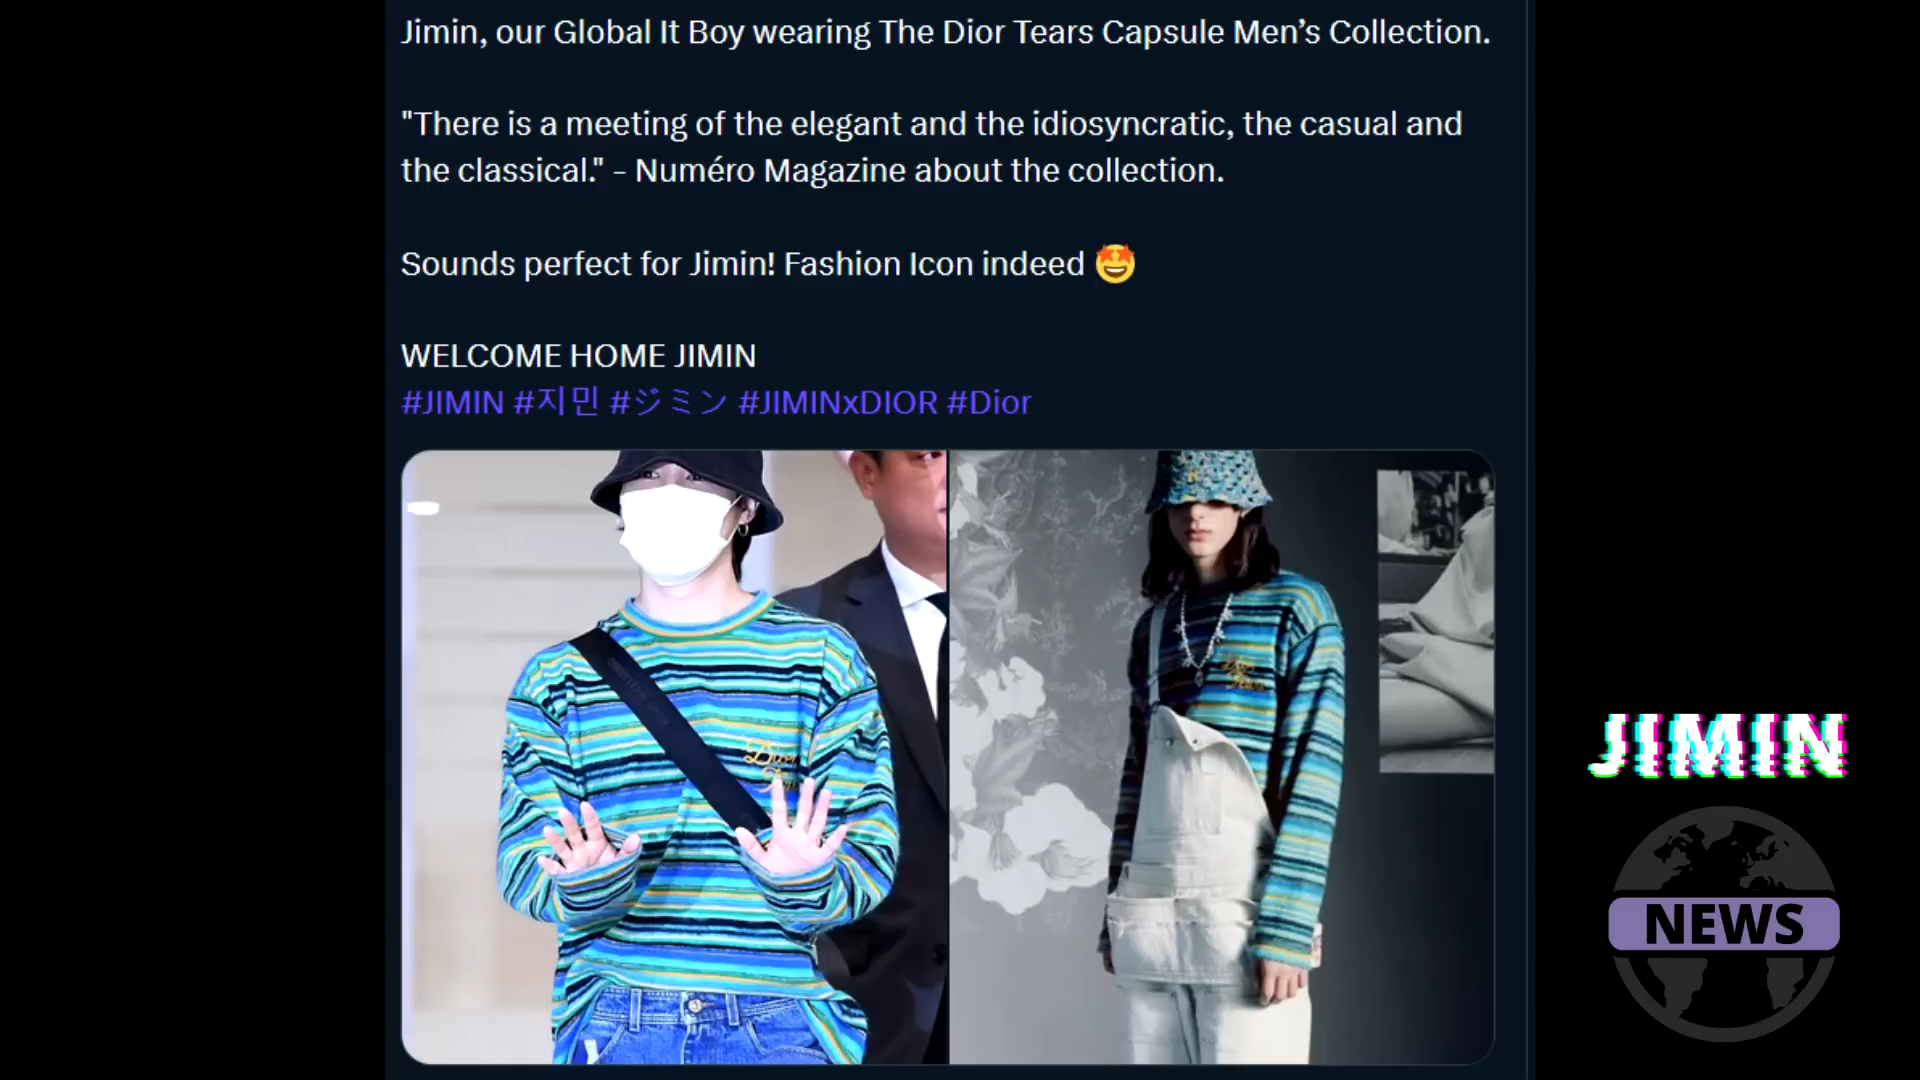 Jimin, our Global It Boy wearing The Dior Tears Capsule Men’s Collection.
"There is a meeting of the elegant and the idiosyncratic, the casual and
the classical." - Numéro Magazine about the collection.
Sounds perfect for Jimin! Fashion Icon indeed 🤩
WELCOME HOME JIMIN
#JIMIN #지민 #ジミン #JIMINxDIOR #Dior
Dior
JIMIN
NEWS